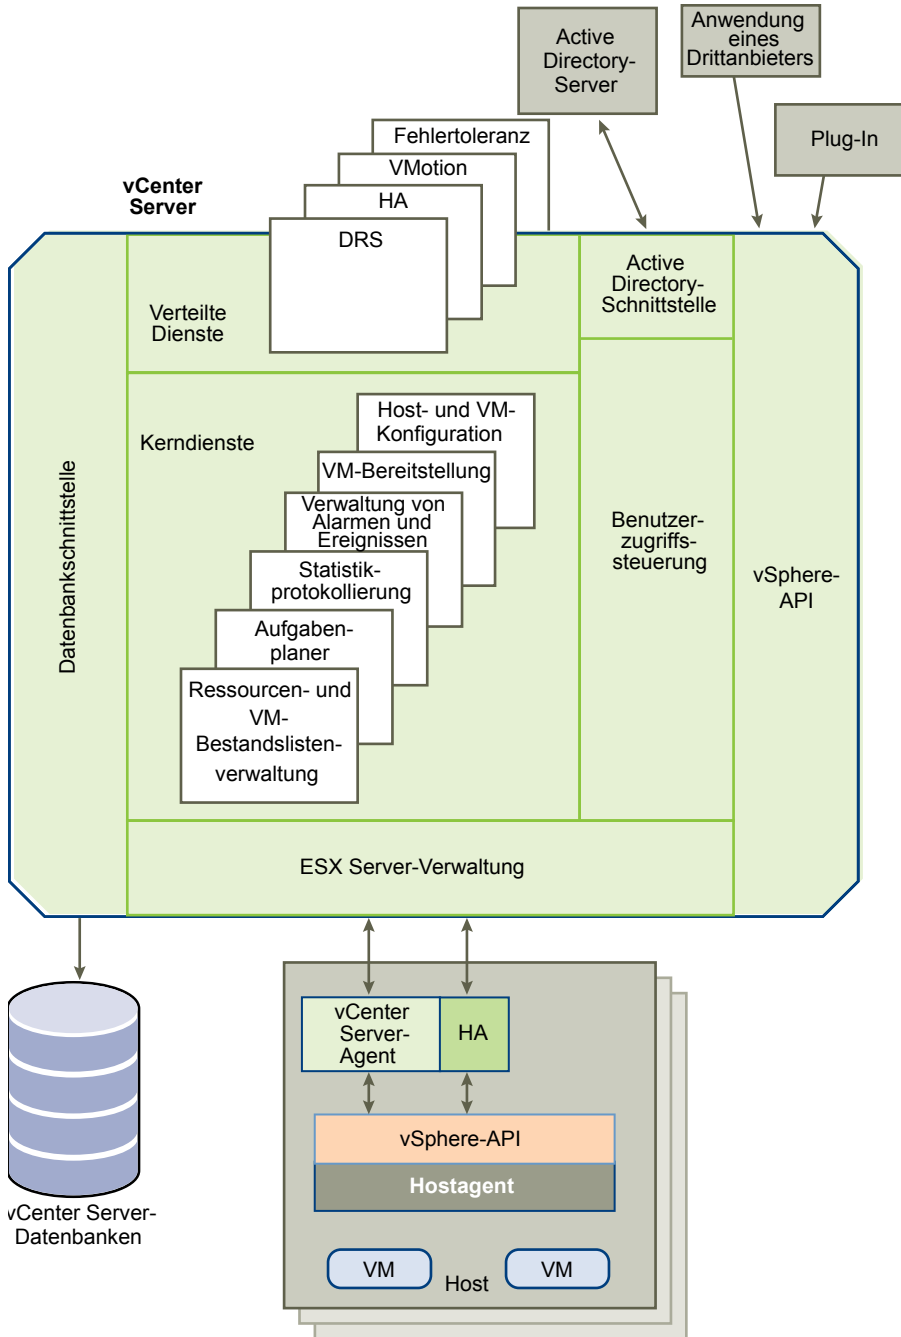 Active
Directory-
Server
Anwendung
eines
Drittanbieters
Plug-In
Fehlertoleranz
VMotion
HA
DRS
vCenter
Server
Verteilte
Dienste
Active
Directory-
Schnittstelle
Kerndienste
Host- und VM-
Konfiguration
VM-Bereitstellung
Verwaltung von
Alarmen und
Ereignissen
Statistik-
protokollierung
Aufgaben-
planer
Ressourcen- und
VM-
Bestandslisten-
verwaltung
Datenbankschnittstelle
Benutzer-
zugriffs-
steuerung
vSphere-
API
ESX Server-Verwaltung
vCenter
Server-
Agent
HA
vSphere-API
Hostagent
VM
Host
VM
vCenter Server-
Datenbanken